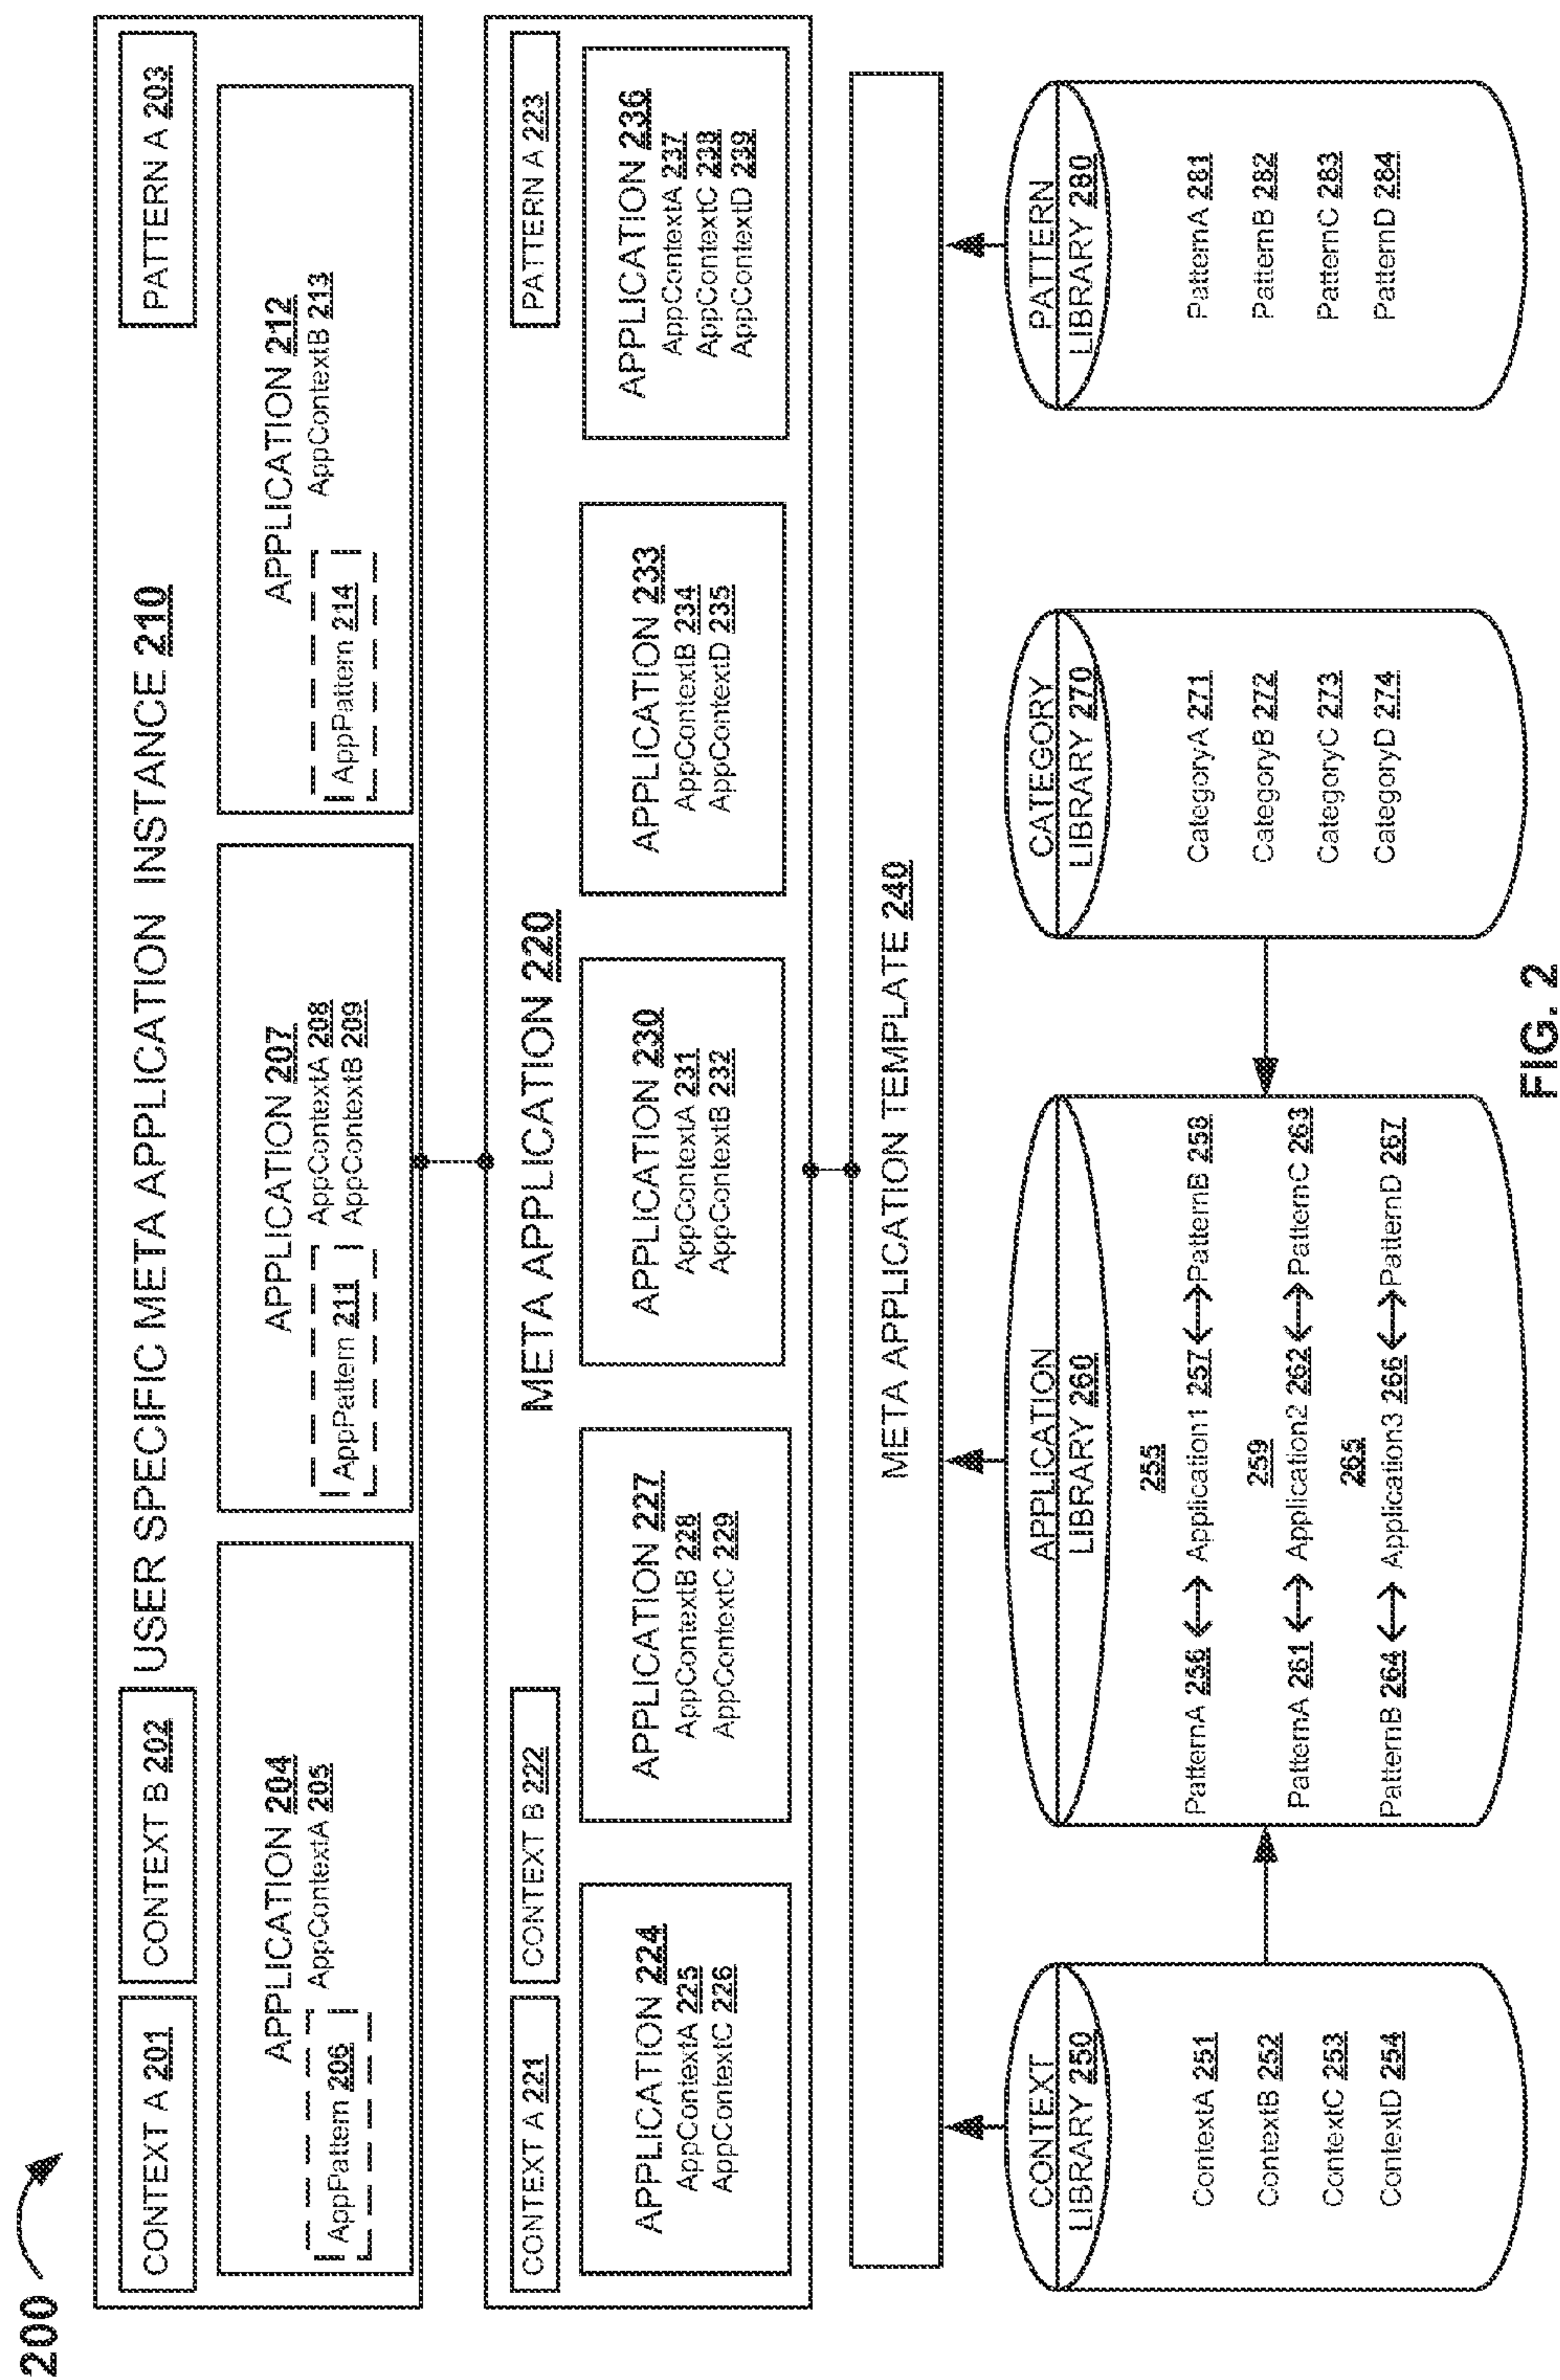 200
USER SPECIFIC META APPLICATION INSTANCE 210
CONTEXT A 201
CONTEXT B 202
PATTERN A 203
APPLICATION 204
AppContextA 205
AppPattern 206
APPLICATION 207
AppContextA 208
AppContextB 209
AppPattern 211
APPLICATION 212
AppContextB 213
AppPattern 214
META APPLICATION 220
CONTEXT A 221
CONTEXT B 222
PATTERN A 223
APPLICATION 224
AppContextA 225
AppContextC 226
APPLICATION 227
AppContextB 228
AppContextC 229
APPLICATION 230
AppContextA 231
AppContextB 232
APPLICATION 233
AppContextB 234
AppContextD 235
APPLICATION 236
AppContextA 237
AppContextC 238
AppContextD 239
META APPLICATION TEMPLATE 240
CONTEXT
LIBRARY 250
ContextA 251
ContextB 252
ContextC 253
ContextD 254
APPLICATION
LIBRARY 260
255
PatternA 256 <-> Application1 257 <-> PatternB 258
259
PatternA 261 <-> Application2 262 <-> PatternC 263
265
PatternB 264 <-> Application3 266 <-> PatternD 267
CATEGORY
LIBRARY 270
CategoryA 271
CategoryB 272
CategoryC 273
CategoryD 274
PATTERN
LIBRARY 280
PatternA 281
PatternB 282
PatternC 283
PatternD 284
FIG. 2